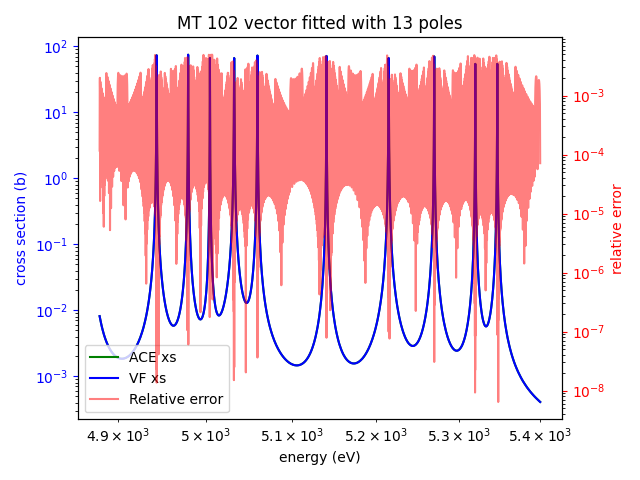 MT 102 vector fitted with 13 poles
cross section (b)
10²
10¹
10⁰
10⁻¹
10⁻²
10⁻³
relative error
10⁻³
10⁻⁴
10⁻⁵
10⁻⁶
10⁻⁷
10⁻⁸
ACE xs
VF xs
Relative error
4.9 × 10³ 5 × 10³ 5.1 × 10³ 5.2 × 10³ 5.3 × 10³ 5.4 × 10³
energy (eV)